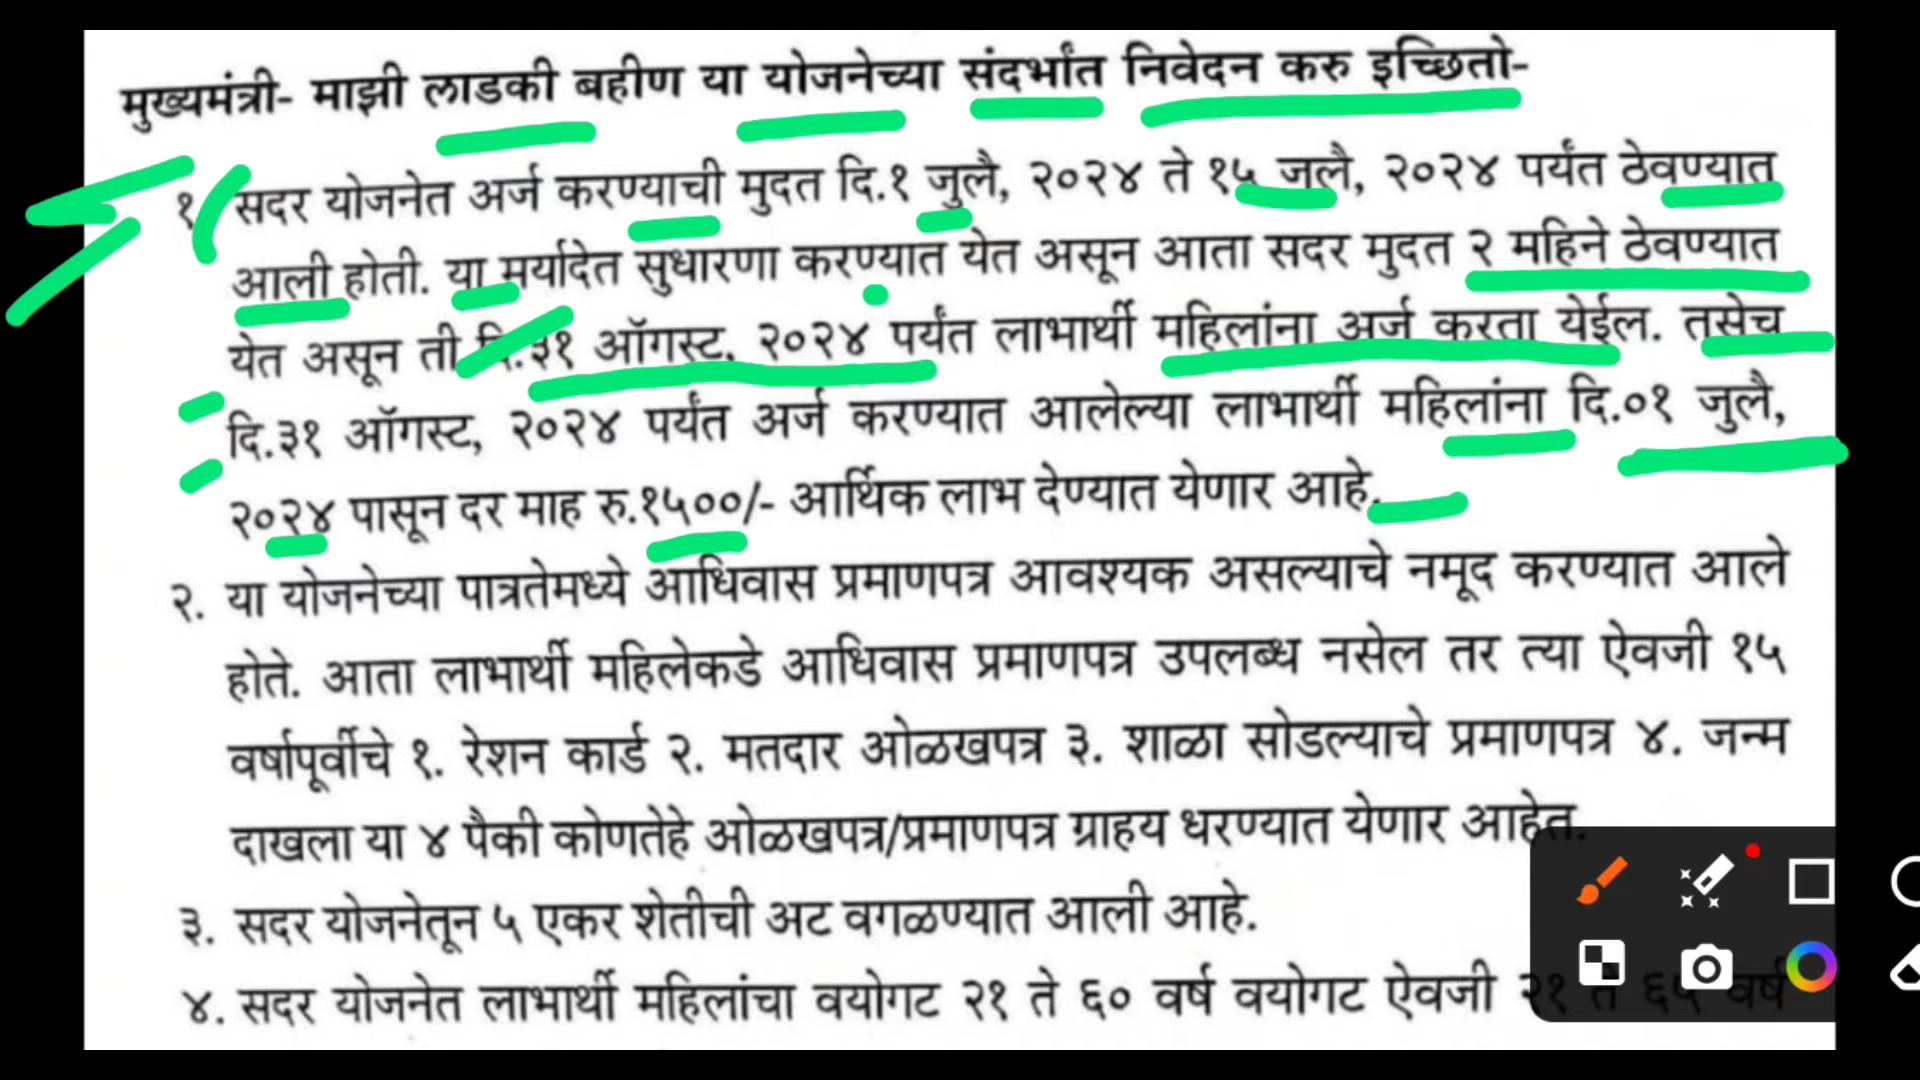 मुख्यमंत्री- माझी लाडकी बहीण या योजनेच्या संदर्भात निवेदन करु इच्छितो-
१. सदर योजनेत अर्ज करण्याची मुदत दि.१ जुलै, २०२४ ते १५ जुलै, २०२४ पर्यंत ठेवण्यात
आली होती. या मर्यादेत सुधारणा करण्यात येत असून आता सदर मुदत २ महिने ठेवण्यात
येत असून ती दि.३१ ऑगस्ट, २०२४ पर्यंत लाभार्थी महिलांना अर्ज करता येईल. तसेच
दि.३१ ऑगस्ट, २०२४ पर्यंत अर्ज करण्यात आलेल्या लाभार्थी महिलांना दि.०१ जुलै,
२०२४ पासून दर माह रु.१५००/- आर्थिक लाभ देण्यात येणार आहे.
२. या योजनेच्या पात्रतेमध्ये आधिवास प्रमाणपत्र आवश्यक असल्याचे नमूद करण्यात आले
होते. आता लाभार्थी महिलेकडे आधिवास प्रमाणपत्र उपलब्ध नसेल तर त्या ऐवजी १५
वर्षापूर्वीचे १. रेशन कार्ड २. मतदार ओळखपत्र ३. शाळा सोडल्याचे प्रमाणपत्र ४. जन्म
दाखला या ४ पैकी कोणतेहे ओळखपत्र/प्रमाणपत्र ग्राहय धरण्यात येणार आहेत.
३. सदर योजनेतून ५ एकर शेतीची अट वगळण्यात आली आहे.
४. सदर योजनेत लाभार्थी महिलांचा वयोगट २१ ते ६० वर्ष वयोगट ऐवजी २१ ते ६५ वर्ष